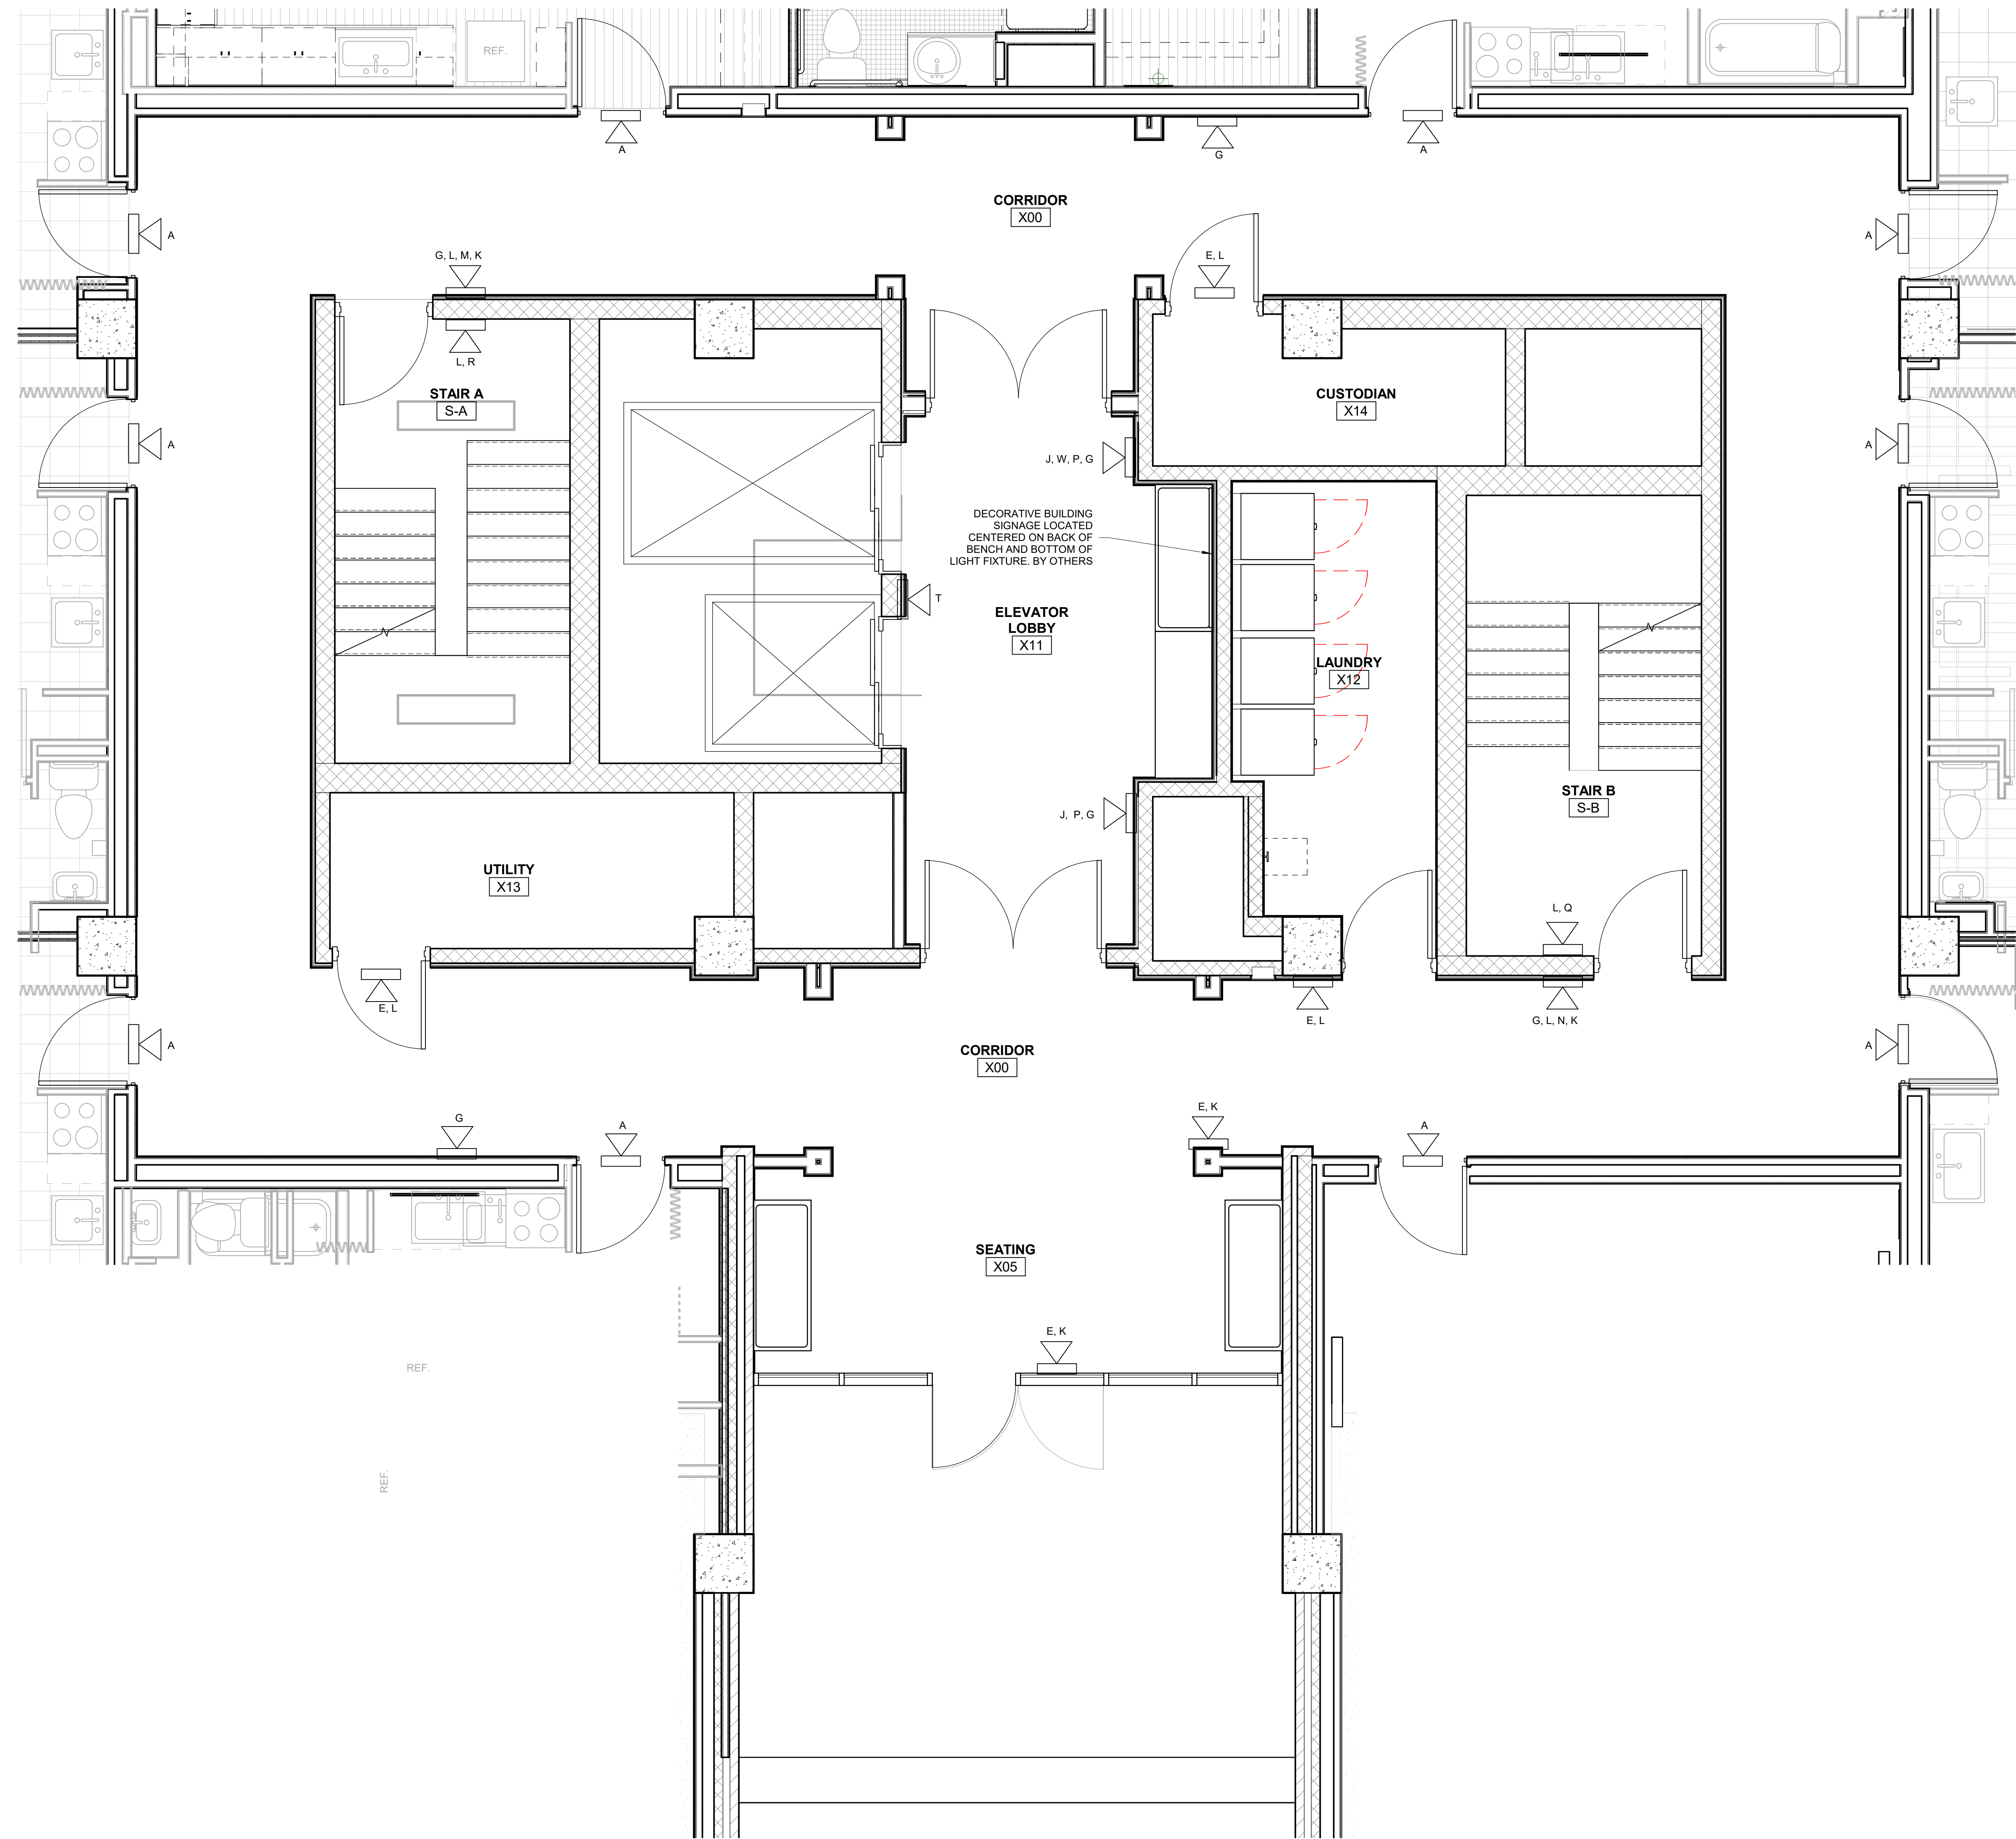 REF.
A
G
A
CORRIDOR
X00
A
A
G, L, M, K
E, L
L, R
STAIR A
S-A
CUSTODIAN
X14
A
A
J, W, P, G
DECORATIVE BUILDING
SIGNAGE LOCATED
CENTERED ON BACK OF
BENCH AND BOTTOM OF
LIGHT FIXTURE. BY OTHERS
T
ELEVATOR
LOBBY
X11
LAUNDRY
X12
STAIR B
S-B
J, P, G
UTILITY
X13
L, Q
E, L
E, L
G, L, N, K
A
A
CORRIDOR
X00
G
A
E, K
A
SEATING
X05
E, K
REF.
REF.